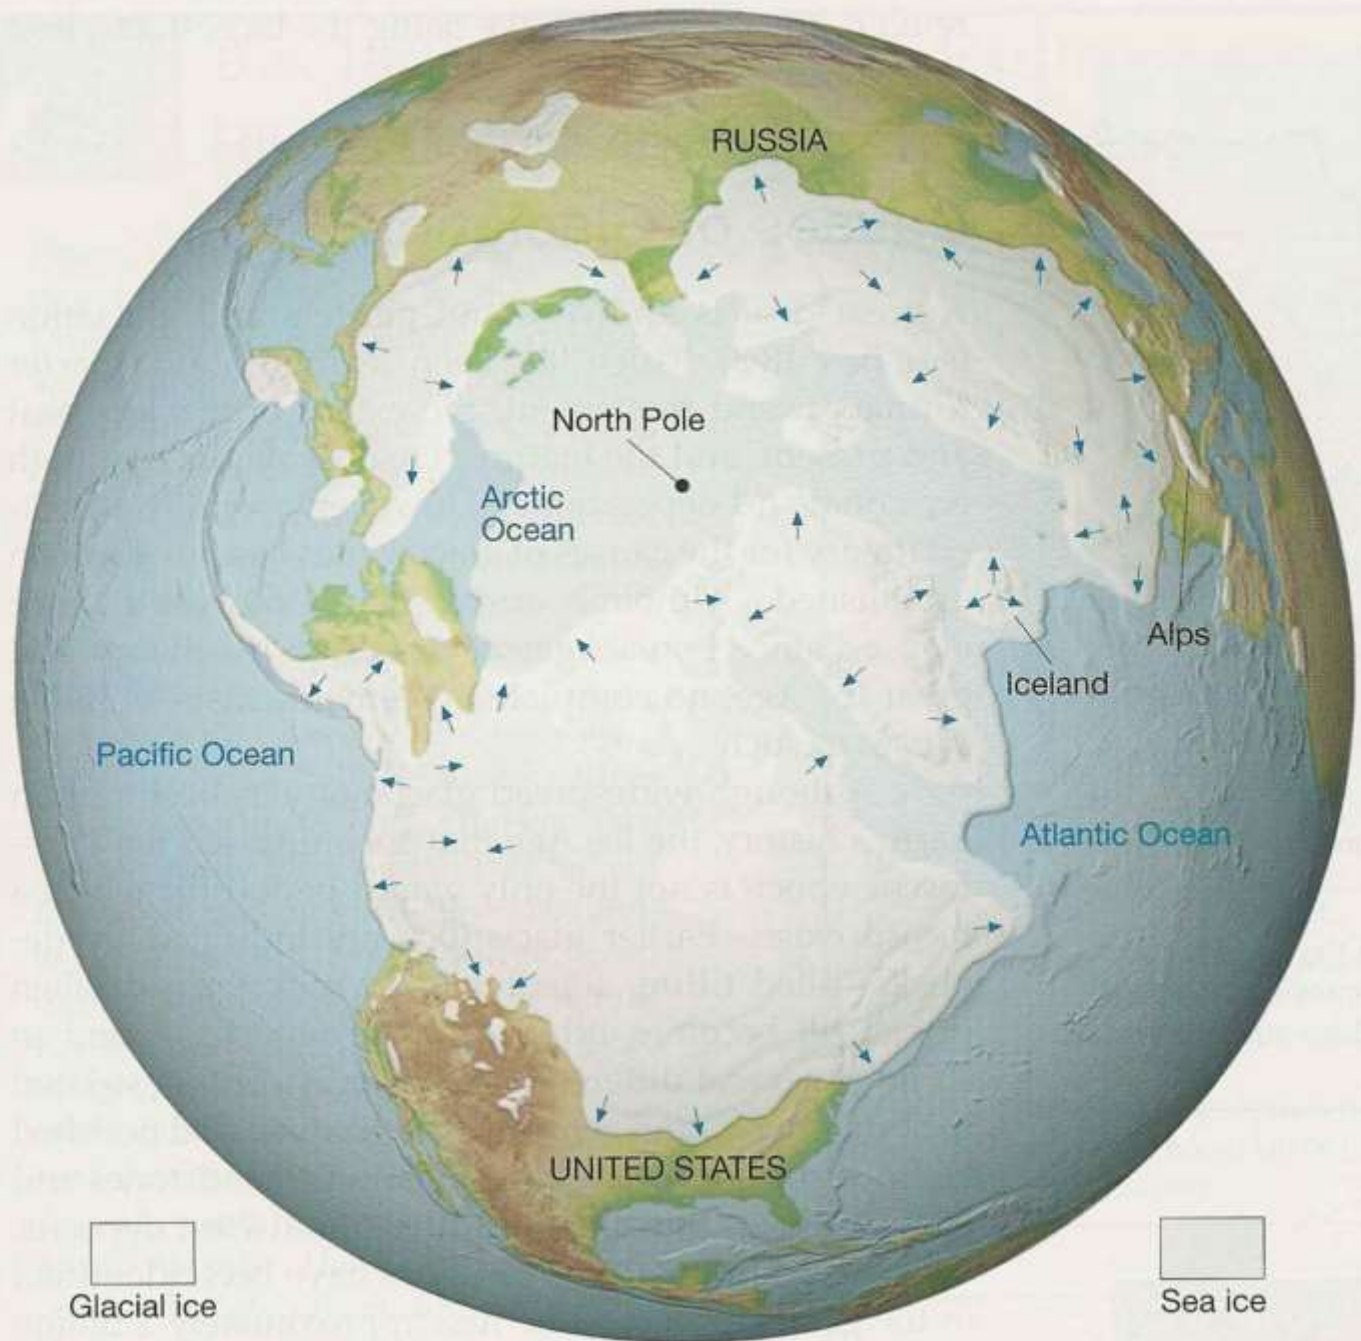 RUSSIA
North Pole
Arctic
Ocean
Alps
Iceland
Pacific Ocean
Atlantic Ocean
UNITED STATES
Glacial ice
Sea ice